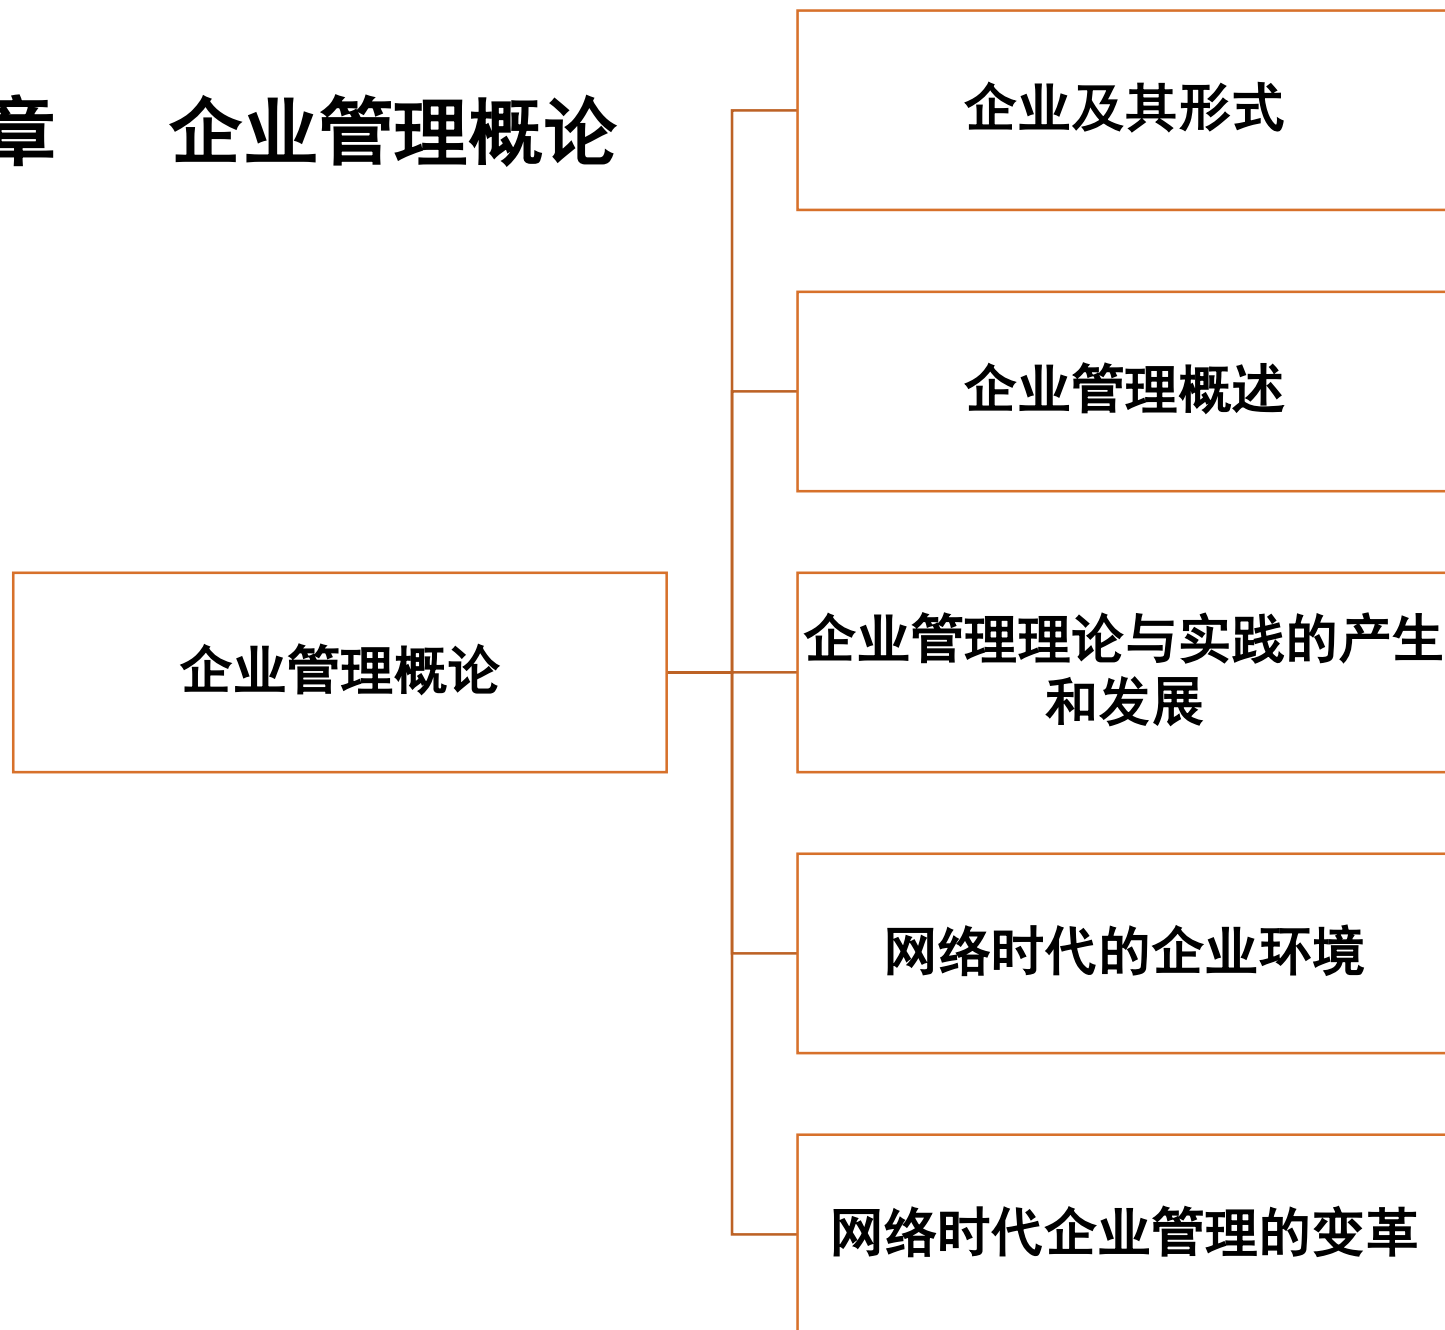 章 企业管理概论
企业及其形式
企业管理概述
企业管理概论
企业管理理论与实践的产生
和发展
网络时代的企业环境
网络时代企业管理的变革